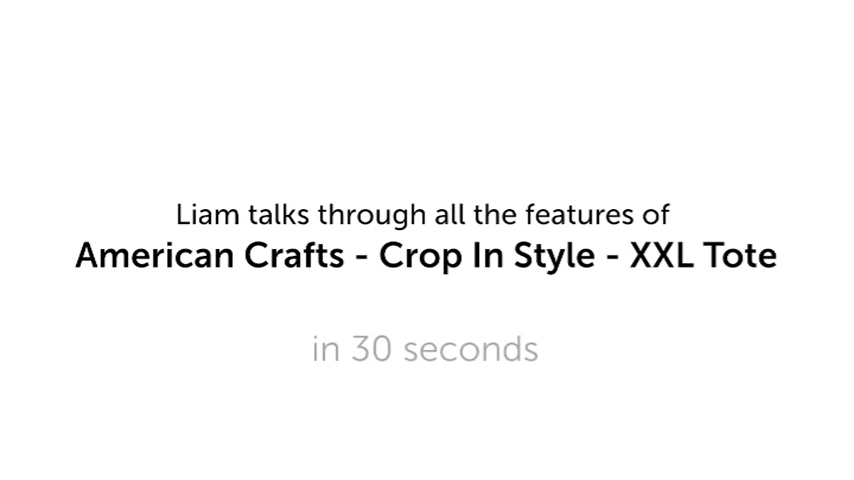 Liam talks through all the features of
American Crafts - Crop In Style - XXL Tote
in 30 seconds